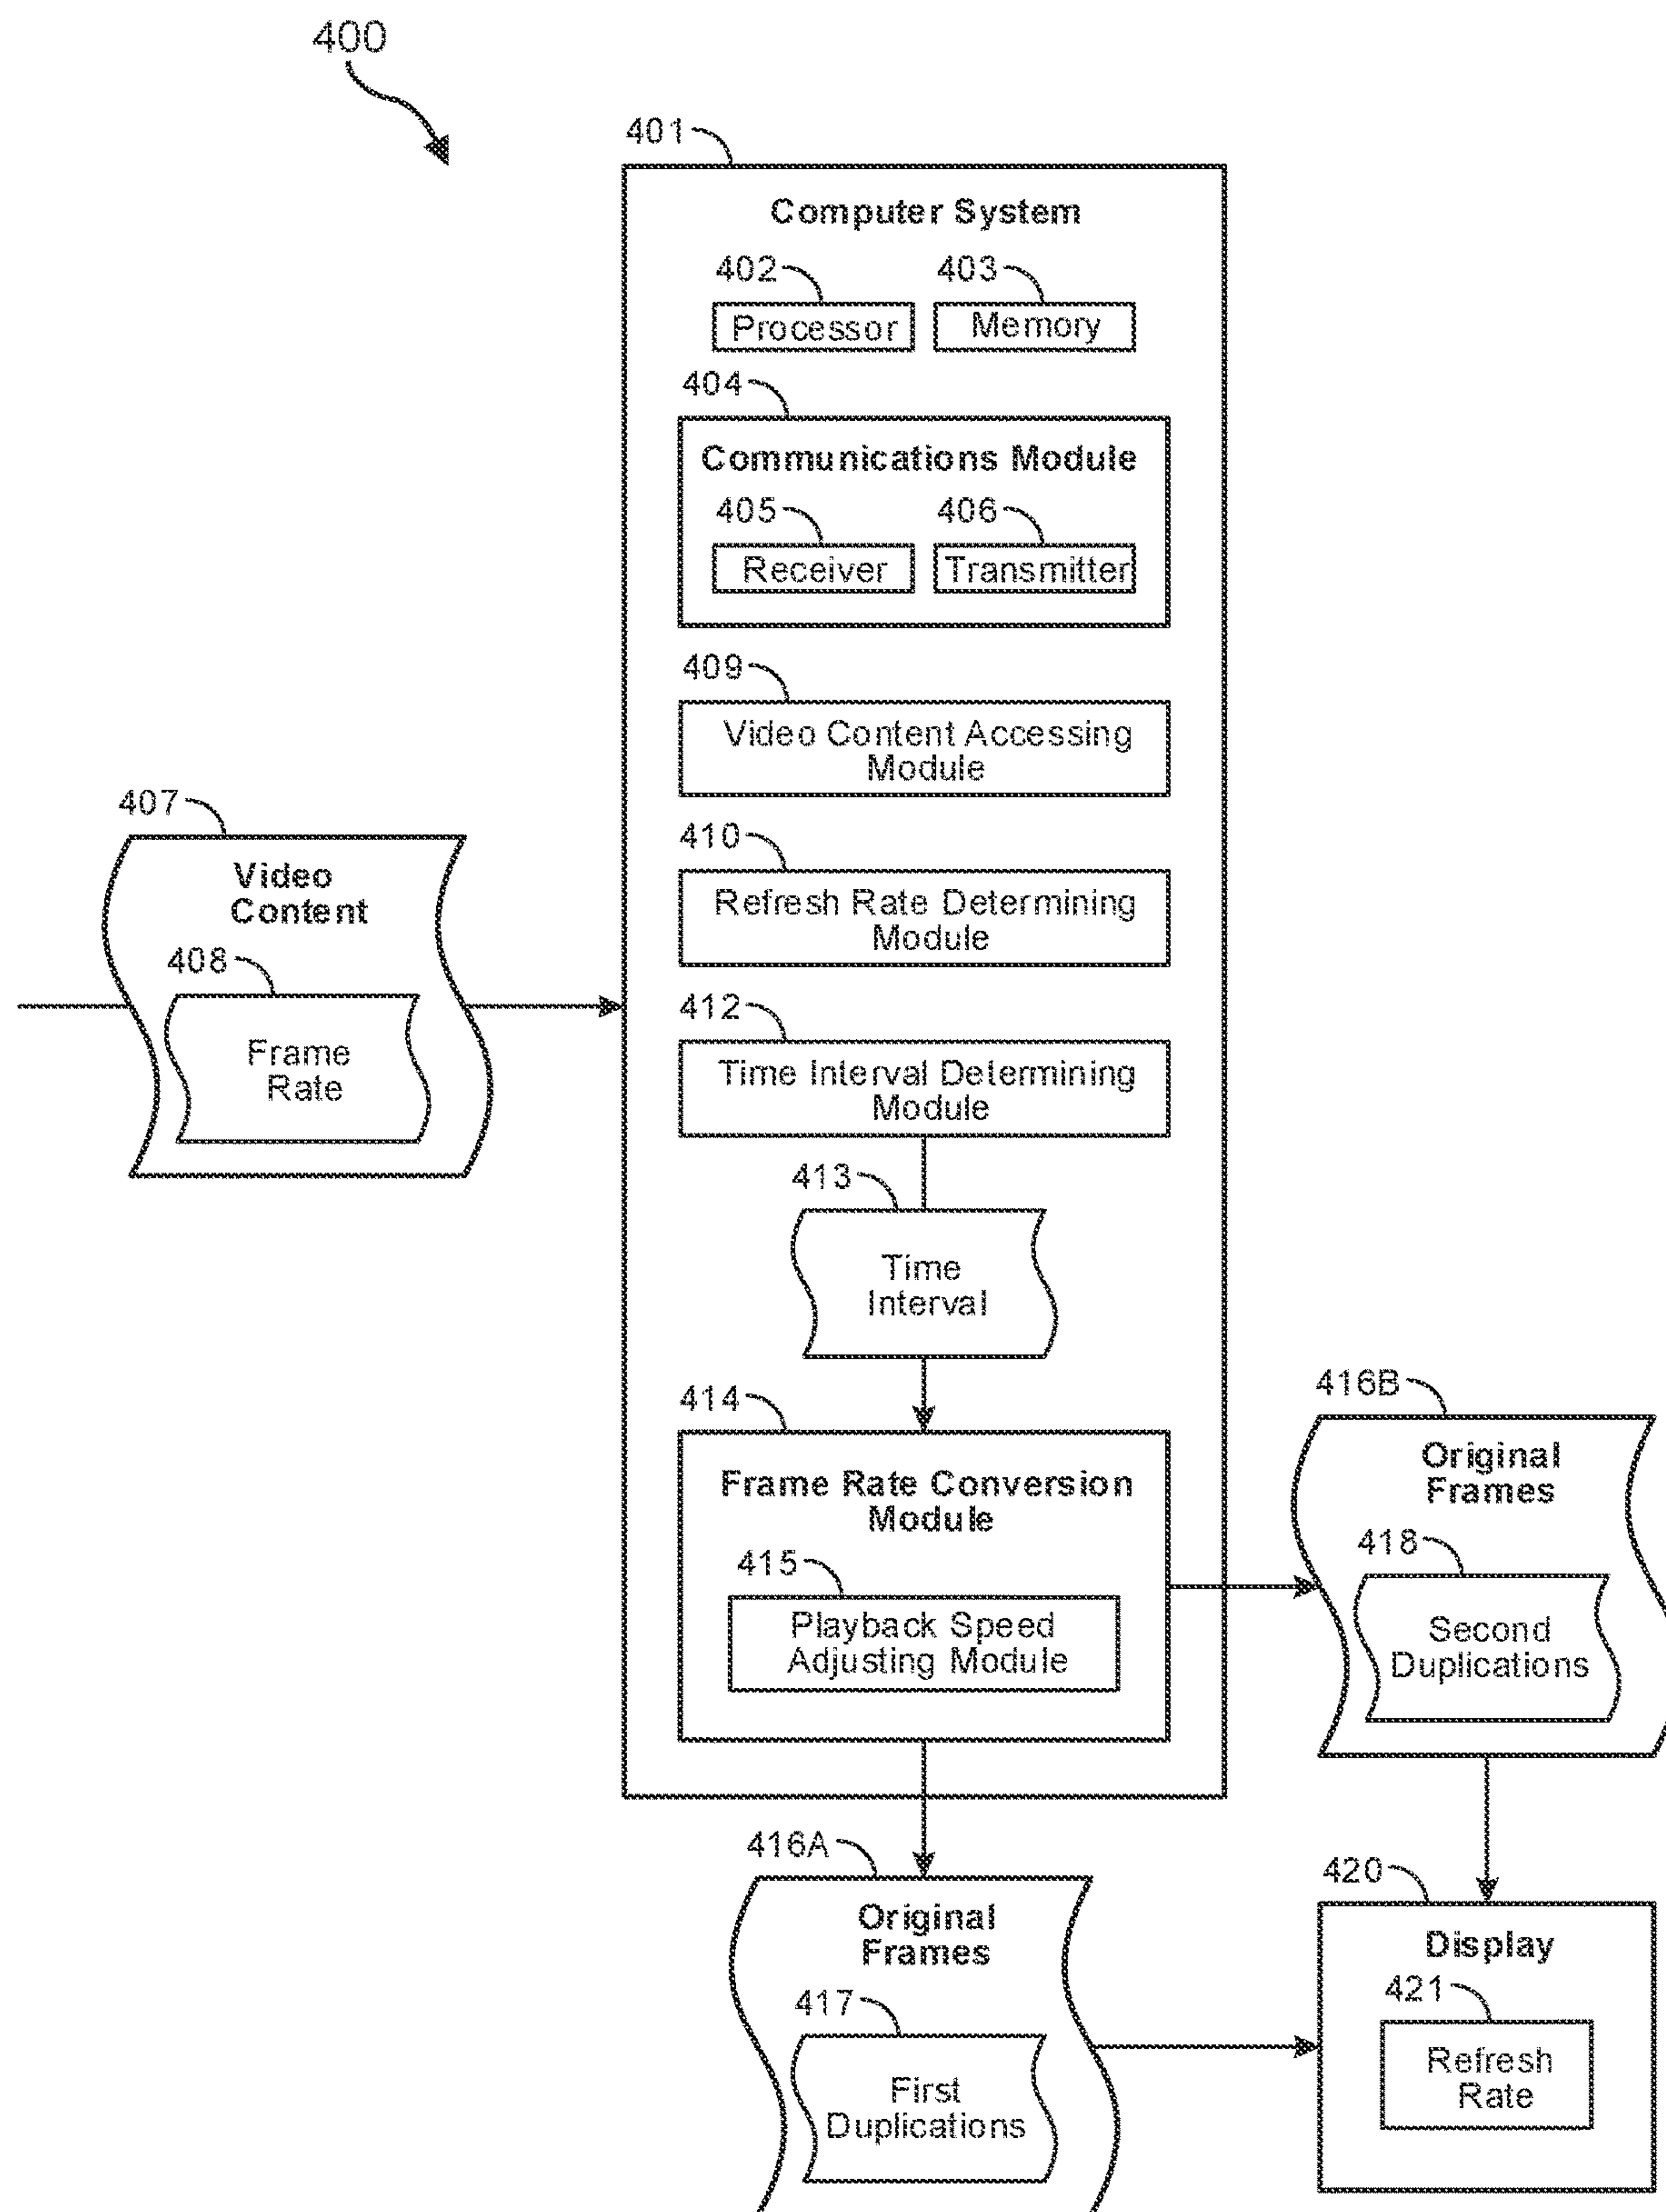 400
401
Computer System
402
403
Processor
Memory
404
Communications Module
405
406
Receiver
Transmitter
409
Video Content Accessing
Module
407
Video
Content
408
Frame
Rate
410
Refresh Rate Determining
Module
412
Time Interval Determining
Module
413
Time
Interval
414
Frame Rate Conversion
Module
415
Playback Speed
Adjusting Module
416B
Original
Frames
418
Second
Duplications
416A
Original
Frames
417
First
Duplications
420
Display
421
Refresh
Rate